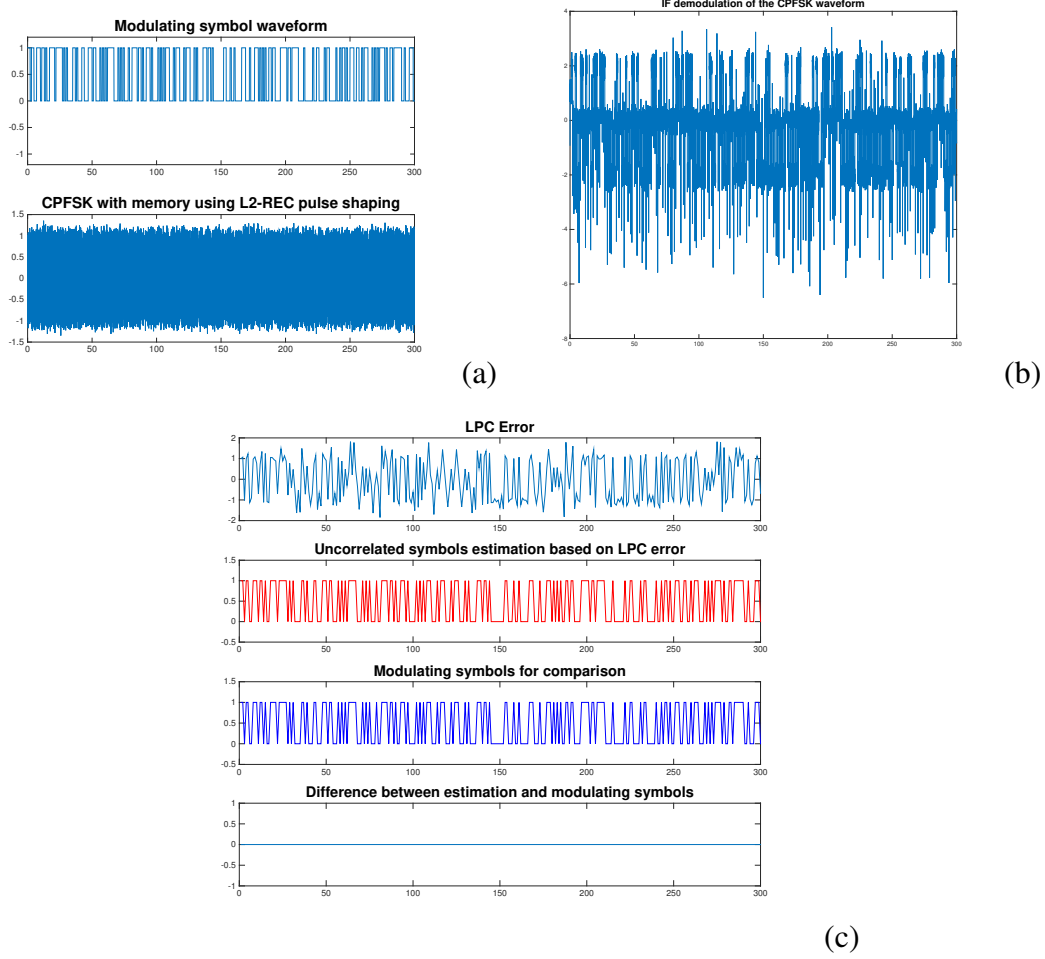 Modulating symbol waveform
1
0.5
0
-0.5
-1
0 50 100 150 200 250 300
CPFSK with memory using L2-REC pulse shaping
1.5
1
0.5
0
-0.5
-1
-1.5
0 50 100 150 200 250 300
(a)
IF demodulation of the CPFSK waveform
4
2
0
-2
-4
-6
-8
0 50 100 150 200 250 300
(b)
LPC Error
2
1
0
-1
-2
0 50 100 150 200 250 300
Uncorrelated symbols estimation based on LPC error
1.5
1
0.5
0
-0.5
0 50 100 150 200 250 300
Modulating symbols for comparison
1.5
1
0.5
0
-0.5
0 50 100 150 200 250 300
Difference between estimation and modulating symbols
1
0.5
0
-0.5
-1
0 50 100 150 200 250 300
(c)